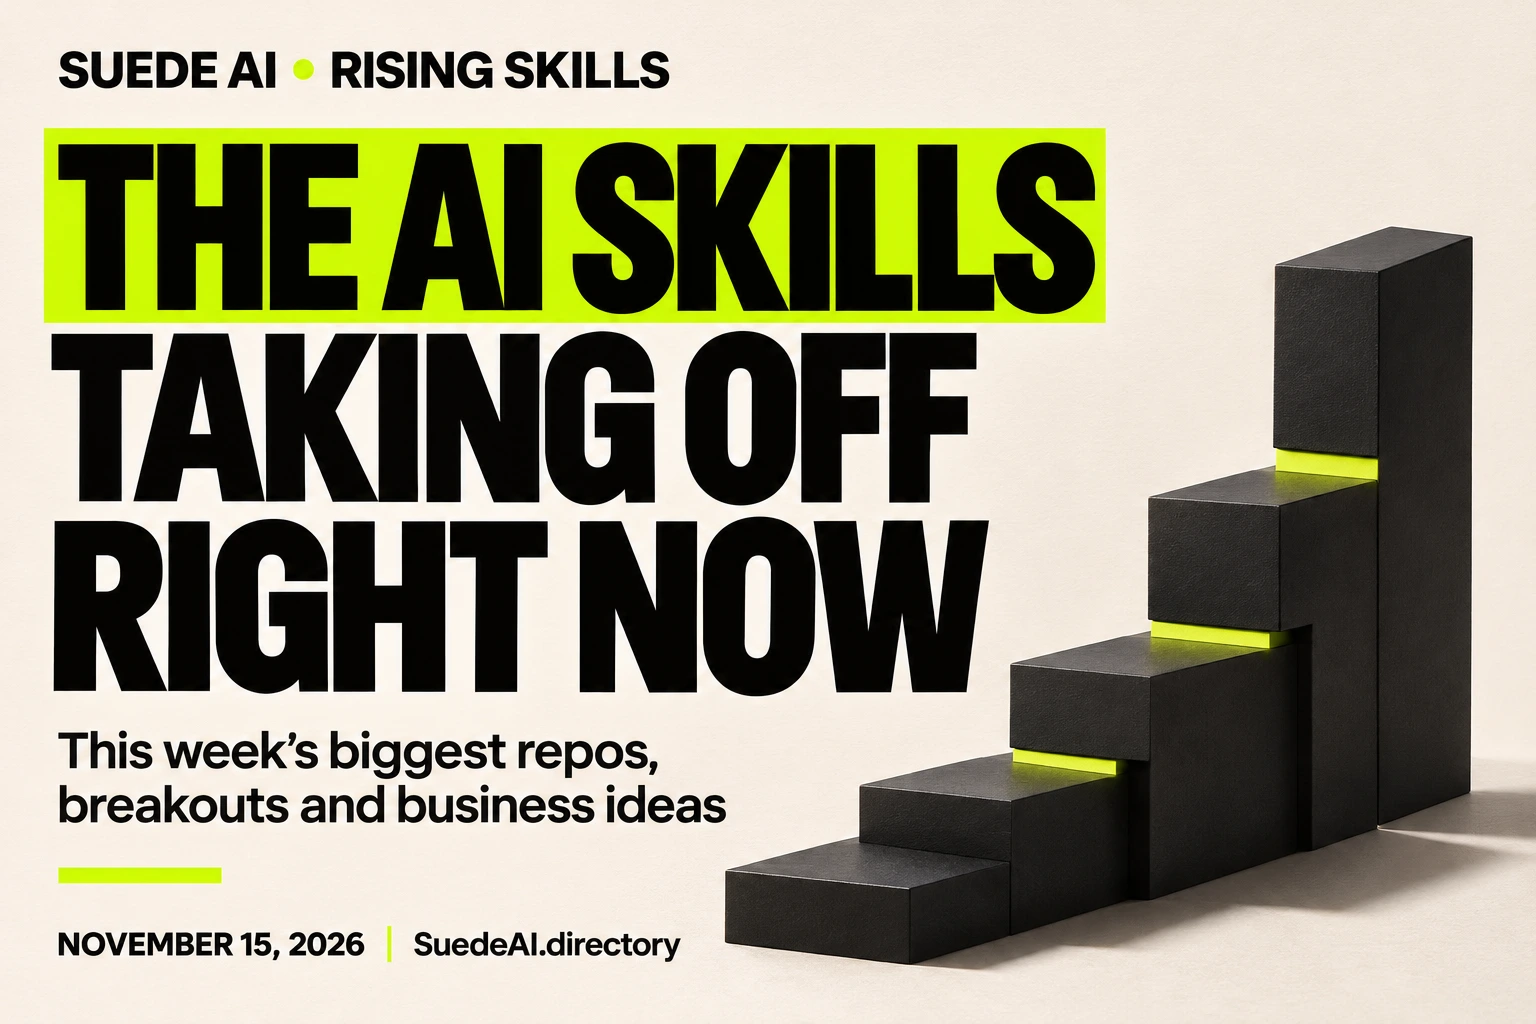 SUEDE AI • RISING SKILLS
THE AI SKILLS
TAKING OFF
RIGHT NOW
This week’s biggest repos,
breakouts and business ideas
NOVEMBER 15, 2026 | SuedeAI.directory